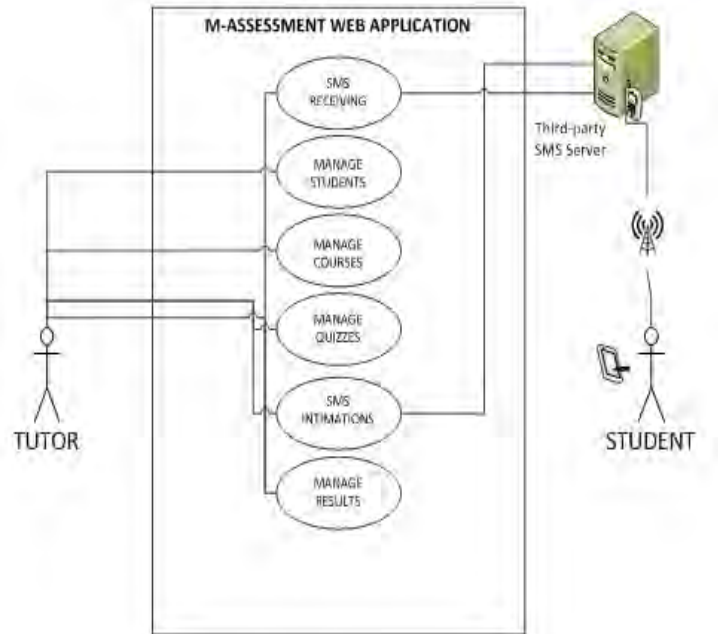 M-ASSESSMENT WEB APPLICATION
SMS
RECEIVING
Third-party
SMS Server
MANAGE
STUDENTS
MANAGE
COURSES
MANAGE
QUIZZES
SMS
INTIMATIONS
TUTOR
STUDENT
MANAGE
RESULTS